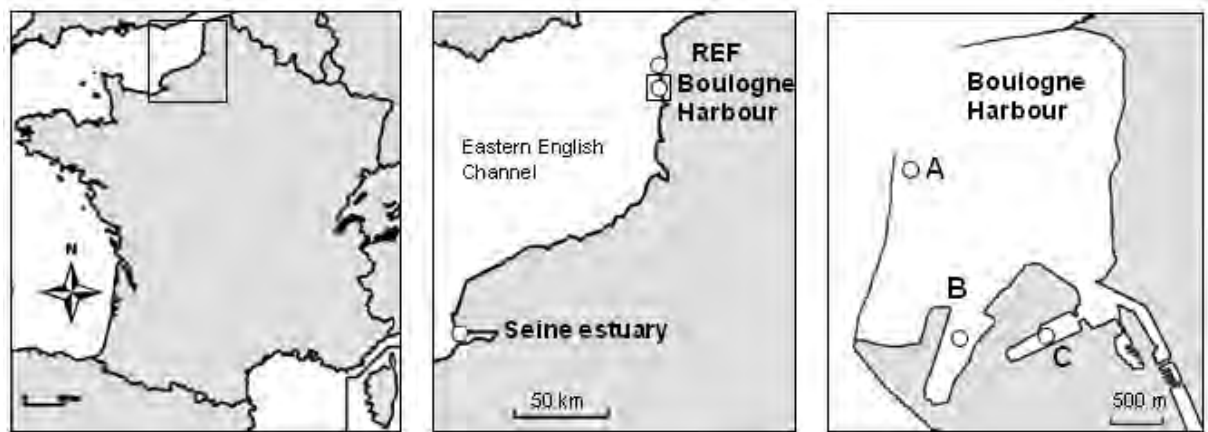 N
REF
Boulogne
Harbour
Eastern English
Channel
Seine estuary
50 km
Boulogne
Harbour
A
B
C
500 m